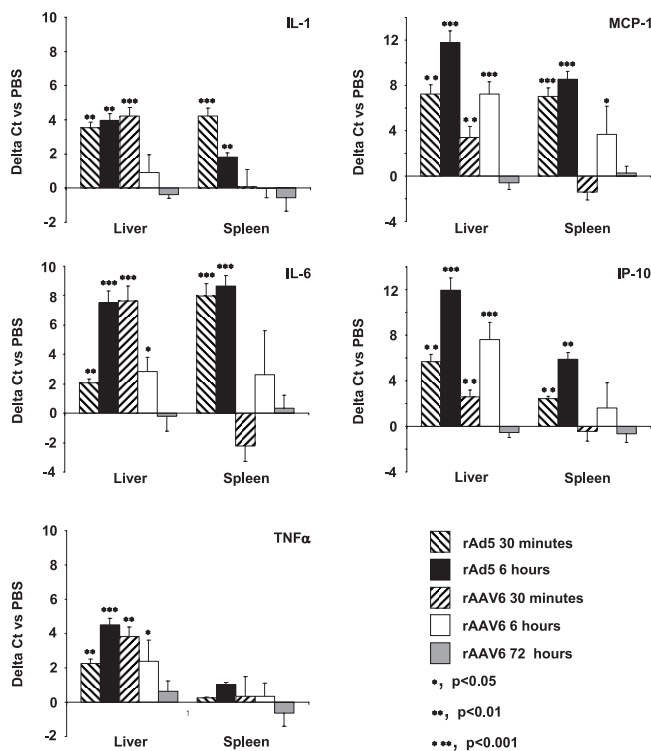 IL-1
Delta Ct vs PBS
10
8
6
4
2
0
-2
** ** *** *** **
Liver Spleen
MCP-1
Delta Ct vs PBS
12
8
4
0
-4
** *** ** *** *** *** *
Liver Spleen
IL-6
Delta Ct vs PBS
10
8
6
4
2
0
-2
-4
** *** *** * *** ***
Liver Spleen
IP-10
Delta Ct vs PBS
12
8
4
0
-4
** *** ** *** ** **
Liver Spleen
TNFα
Delta Ct vs PBS
10
8
6
4
2
0
-2
** *** ** *
Liver Spleen
1
rAd5 30 minutes
rAd5 6 hours
rAAV6 30 minutes
rAAV6 6 hours
rAAV6 72 hours
*, p<0.05
**, p<0.01
***, p<0.001